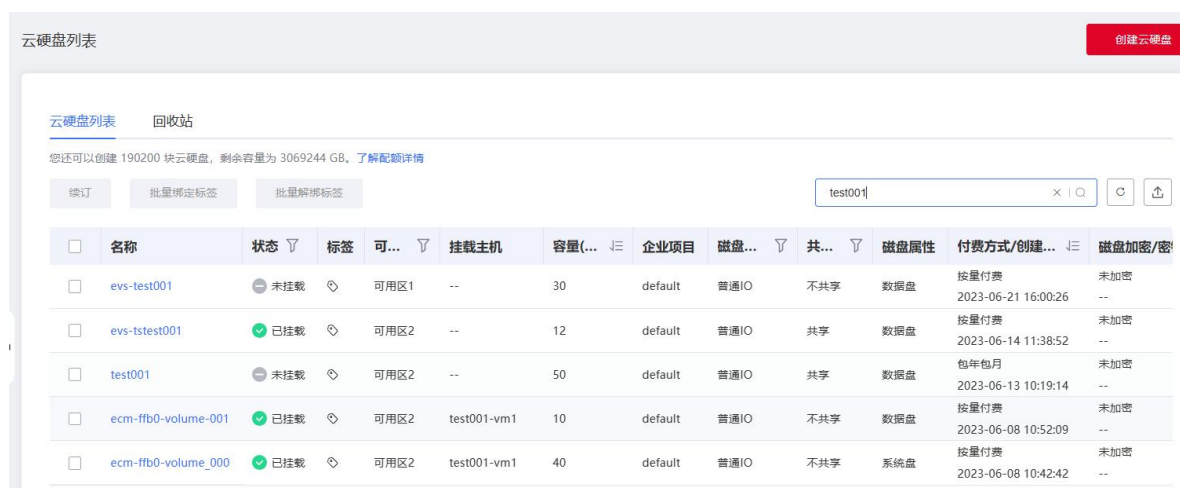 云硬盘列表
创建云硬盘
云硬盘列表 回收站
您还可以创建 190200 块云硬盘，剩余容量为 3069244 GB。了解配额详情
续订 批量绑定标签 批量解绑标签 test001
名称 状态 标签 可... 挂载主机 容量(... 企业项目 磁盘... 共... 磁盘属性 付费方式/创建... 磁盘加密/密
evs-test001 未挂载 可用区1 -- 30 default 普通IO 不共享 数据盘 按量付费 未加密
2023-06-21 16:00:26 --
evs-tstest001 已挂载 可用区2 -- 12 default 普通IO 共享 数据盘 按量付费 未加密
2023-06-14 11:38:52 --
test001 未挂载 可用区2 -- 50 default 普通IO 共享 数据盘 包年包月 未加密
2023-06-13 10:19:14 --
ecm-ffb0-volume-001 已挂载 可用区2 test001-vm1 10 default 普通IO 不共享 数据盘 按量付费 未加密
2023-06-08 10:52:09 --
ecm-ffb0-volume_000 已挂载 可用区2 test001-vm1 40 default 普通IO 不共享 系统盘 按量付费 未加密
2023-06-08 10:42:42 --